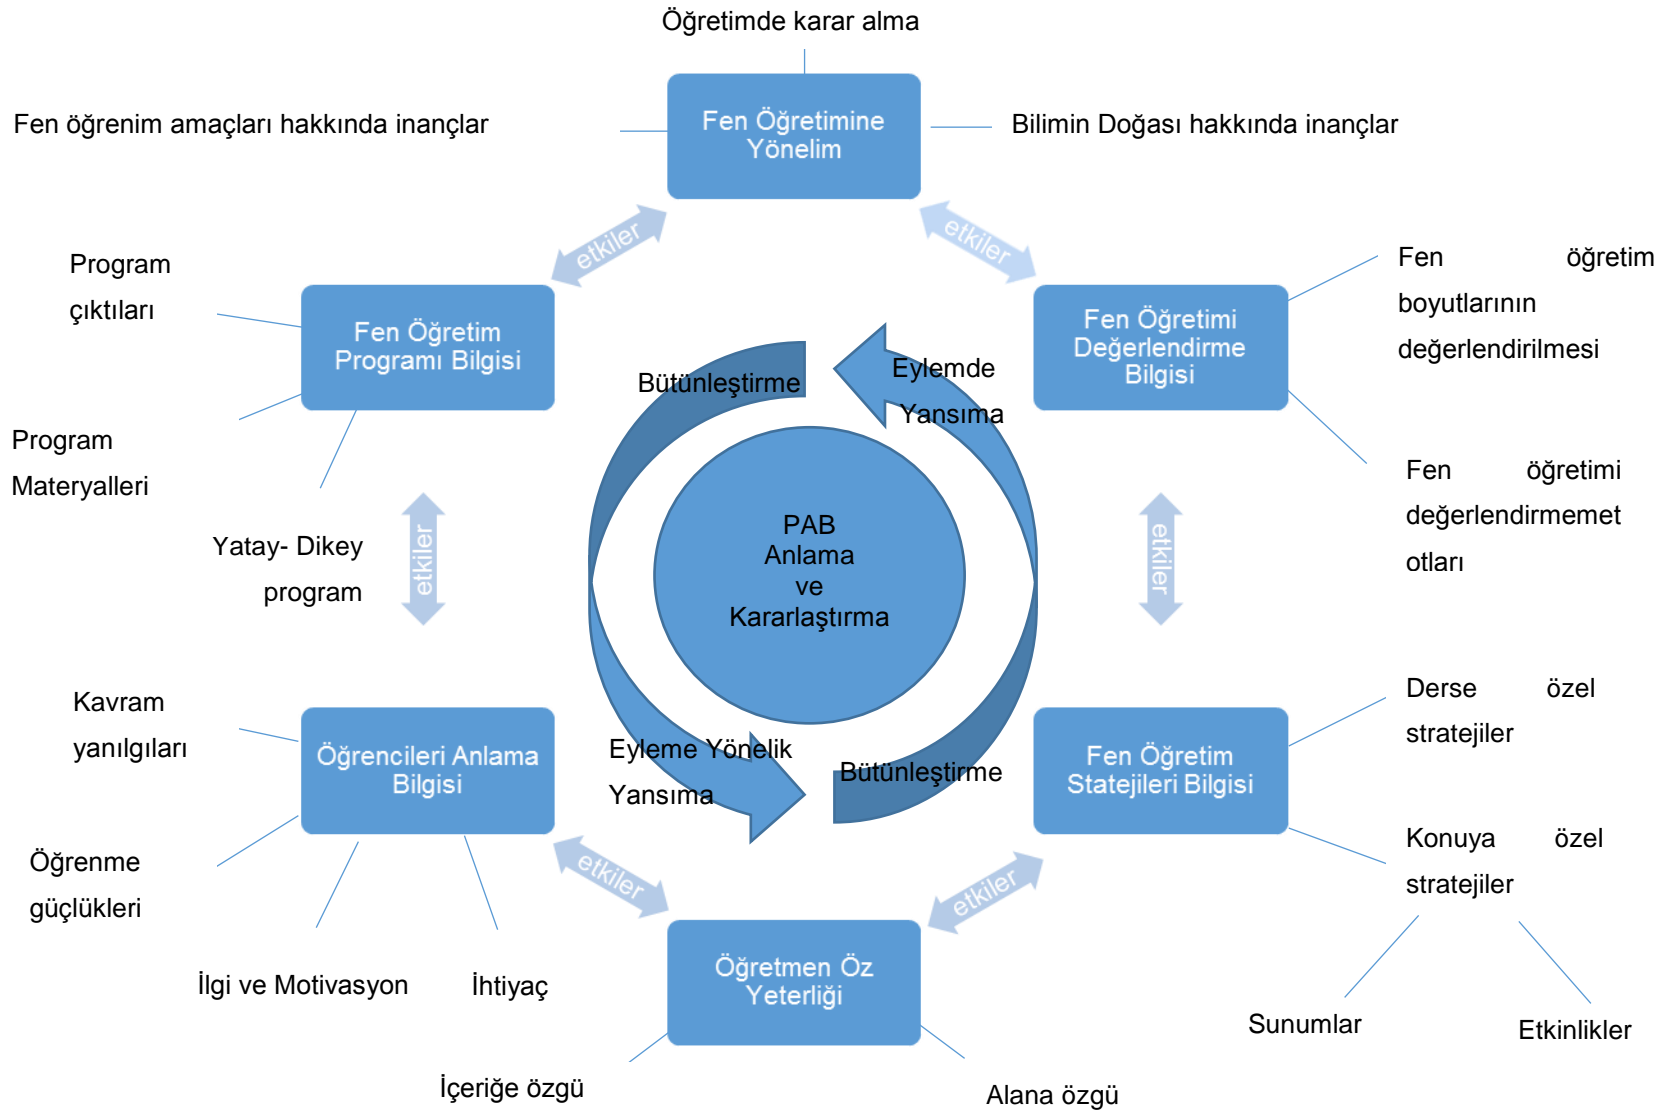 Öğretimde karar alma
Fen Öğretimine
Yönelim
Fen öğrenim amaçları hakkında inançlar
Bilimin Doğası hakkında inançlar
etkiler
etkiler
Program
çıktıları
Fen Öğretim
Programı Bilgisi
Program
Materyalleri
Yatay- Dikey
program
Fen Öğretimi
Değerlendirme
Bilgisi
Fen öğretim
boyutlarının
değerlendirilmesi
Fen öğretimi
değerlendirmemet
otları
Bütünleştirme
Eylemde
Yansıma
PAB
Anlama
ve
Kararlaştırma
etkiler
etkiler
Eyleme Yönelik
Yansıma
Bütünleştirme
Kavram
yanılgıları
Öğrencileri Anlama
Bilgisi
Öğrenme
güçlükleri
İlgi ve Motivasyon
İhtiyaç
Fen Öğretim
Statejileri Bilgisi
Derse özel
stratejiler
Konuya özel
stratejiler
Sunumlar
Etkinlikler
etkiler
etkiler
Öğretmen Öz
Yeterliği
İçeriğe özgü
Alana özgü